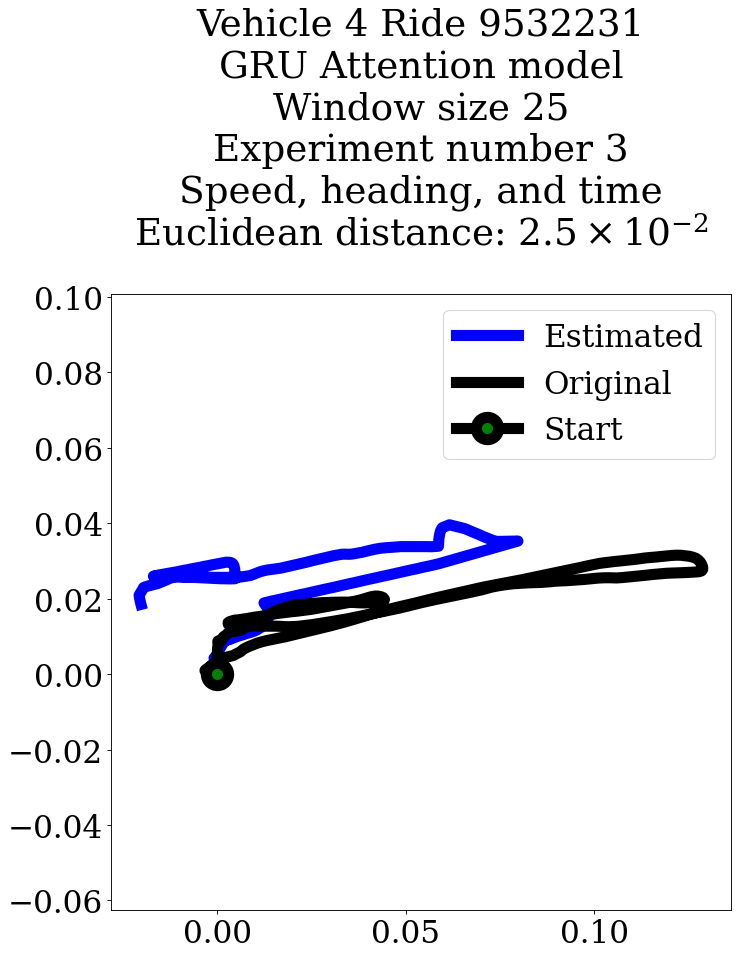 Vehicle 4 Ride 9532231
GRU Attention model
Window size 25
Experiment number 3
Speed, heading, and time
Euclidean distance: 2.5 × 10⁻²
0.10
0.08
0.06
0.04
0.02
0.00
−0.02
−0.04
−0.06
Estimated
Original
Start
0.00 0.05 0.10